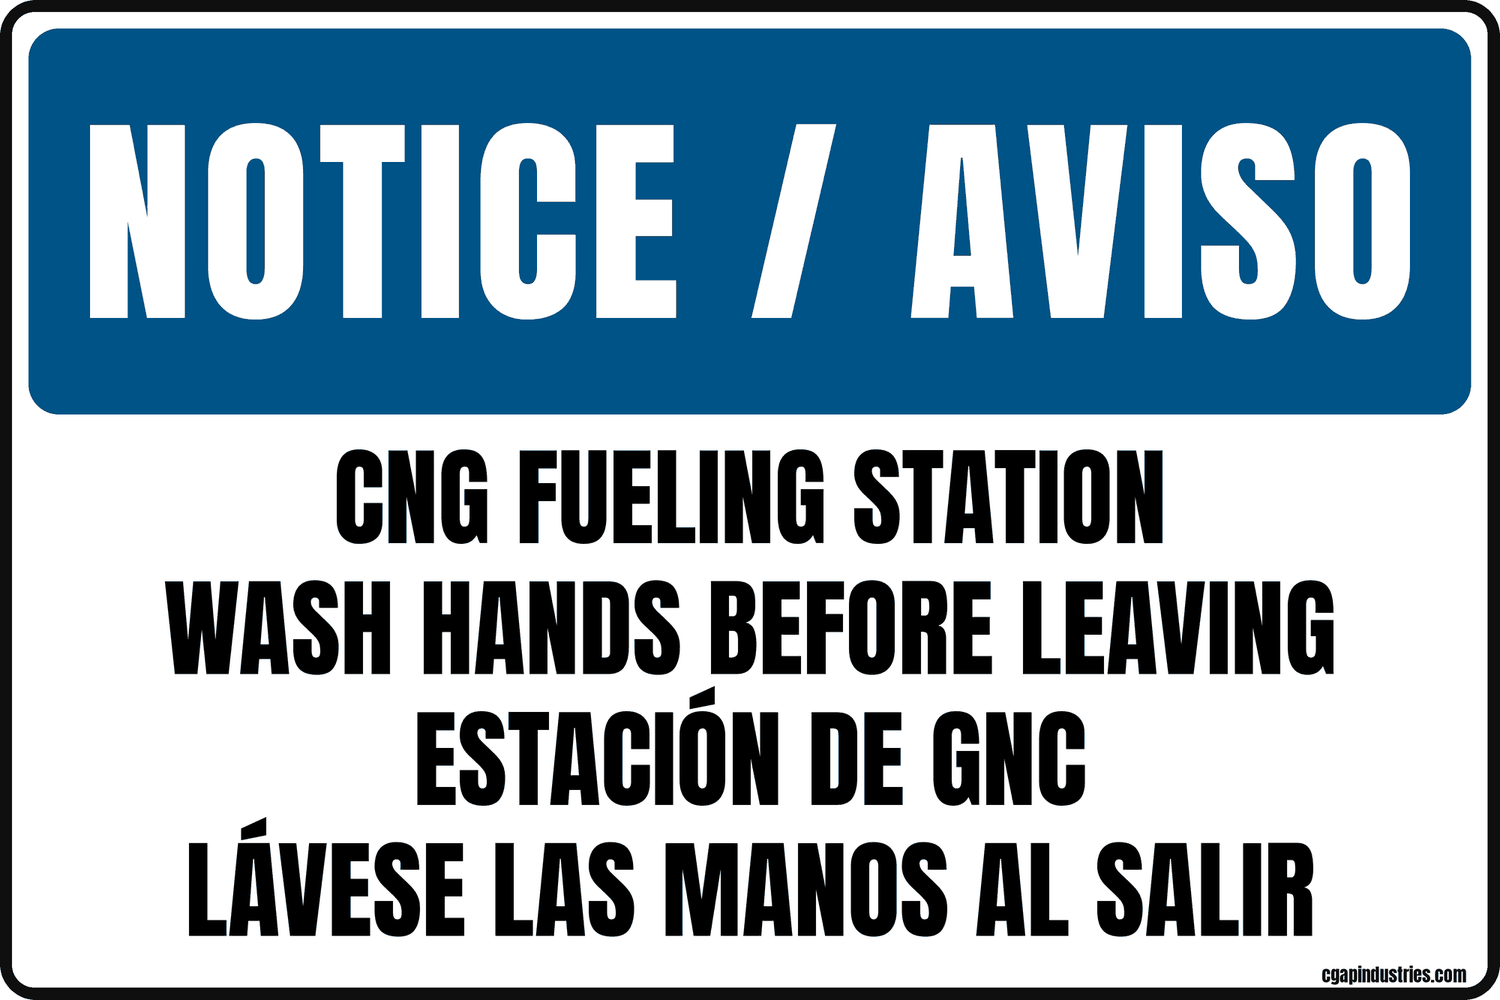 NOTICE / AVISO
CNG FUELING STATION
WASH HANDS BEFORE LEAVING
ESTACIÓN DE GNC
LÁVESE LAS MANOS AL SALIR
cgapindustries.com